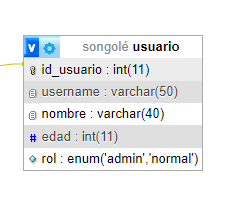 v songolé usuario
id_usuario : int(11)
username : varchar(50)
nombre : varchar(40)
# edad : int(11)
rol : enum('admin','normal')